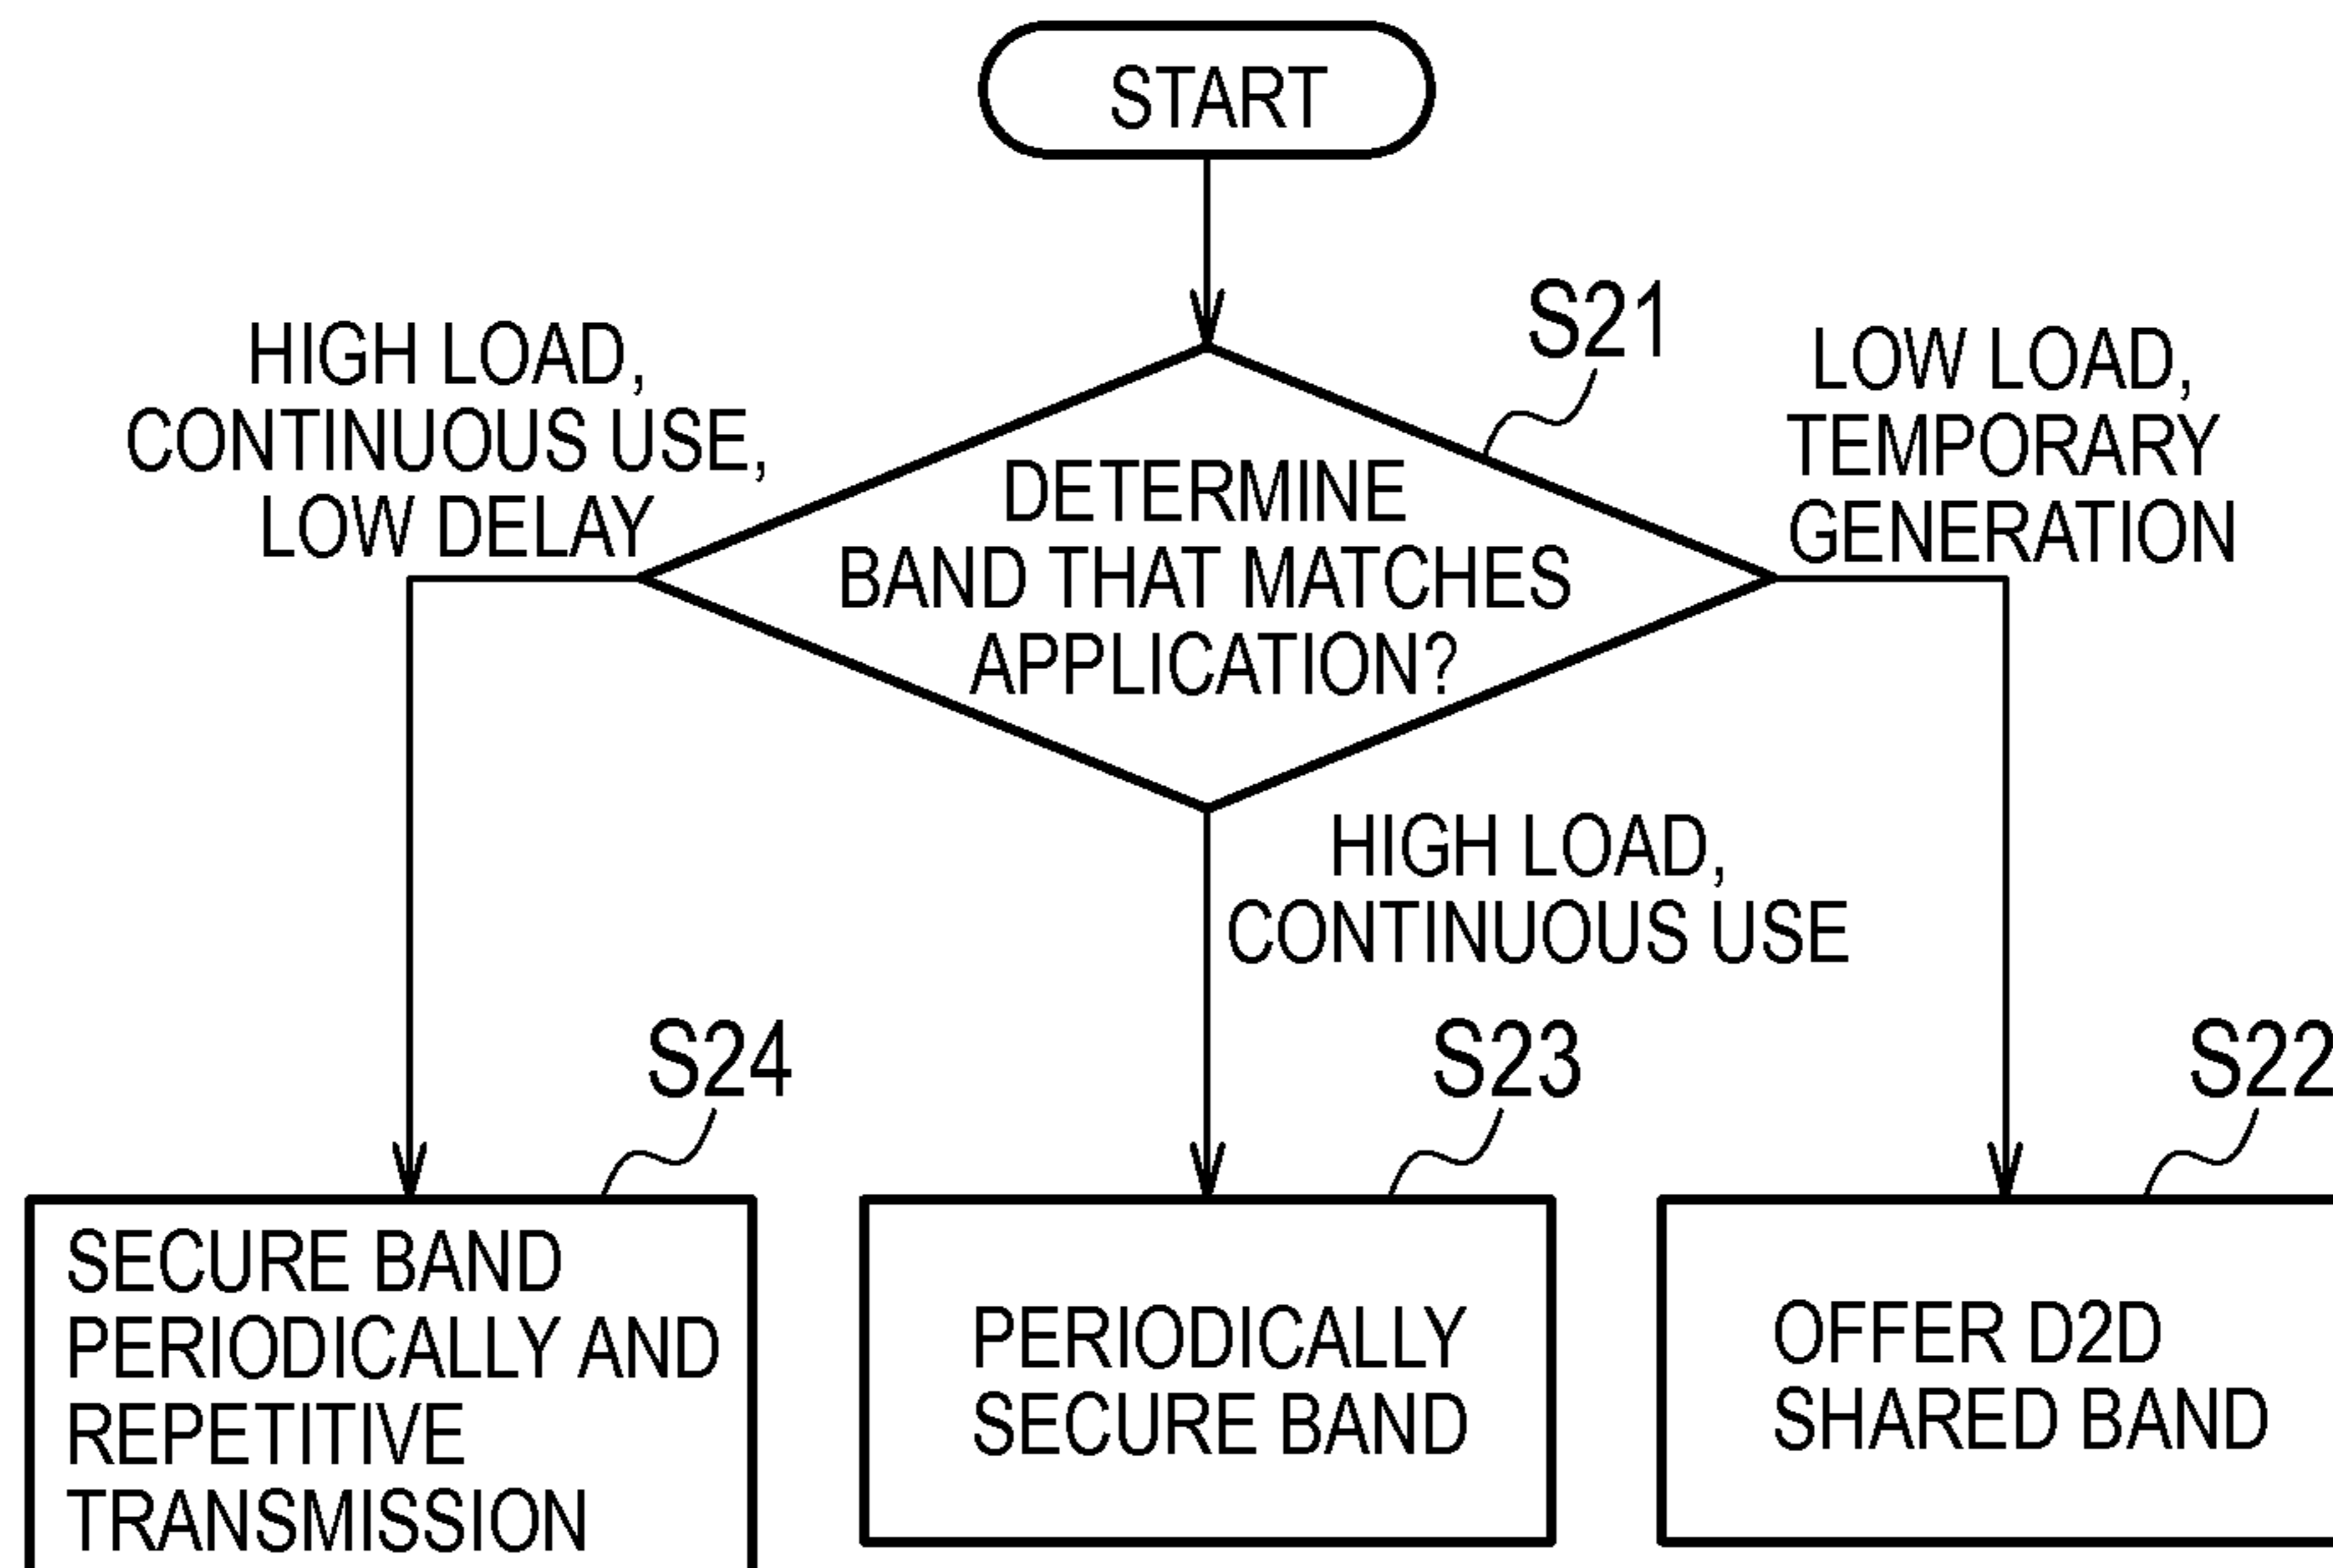 START
S21
HIGH LOAD,
CONTINUOUS USE,
LOW DELAY
DETERMINE
BAND THAT MATCHES
APPLICATION?
LOW LOAD,
TEMPORARY
GENERATION
HIGH LOAD,
CONTINUOUS USE
S24
S23
S22
SECURE BAND
PERIODICALLY AND
REPETITIVE
TRANSMISSION
PERIODICALLY
SECURE BAND
OFFER D2D
SHARED BAND